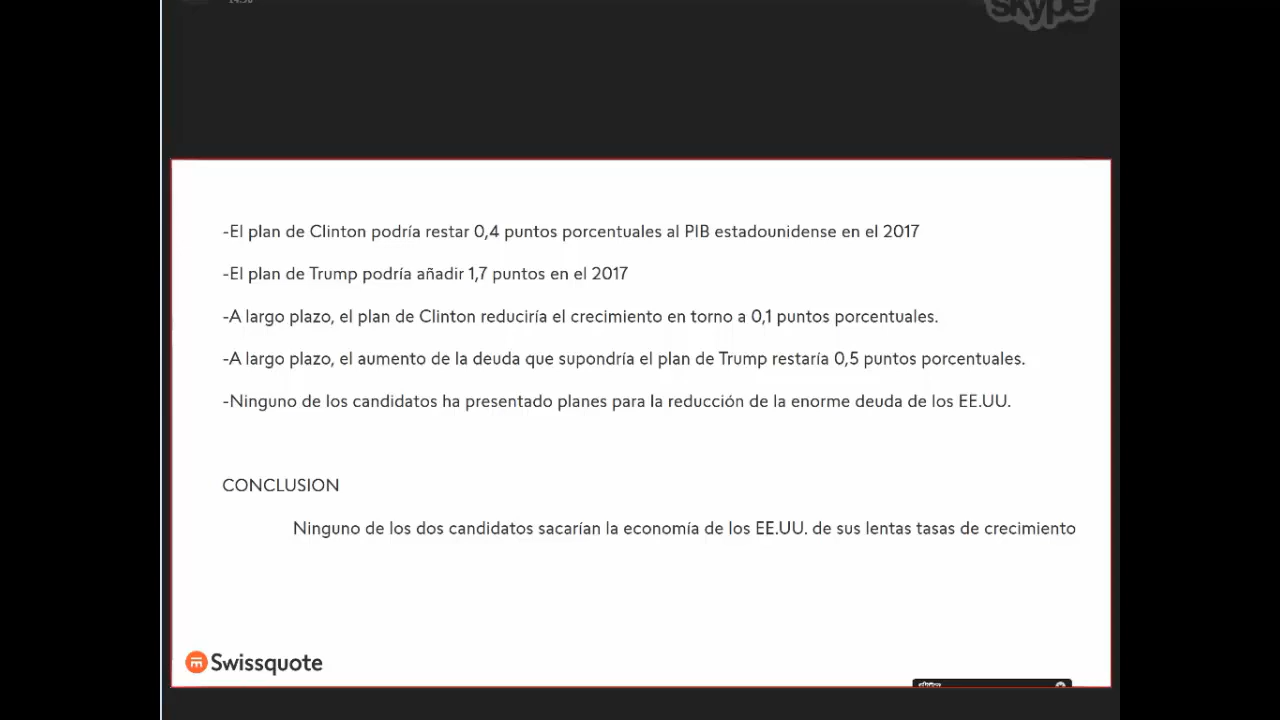 skype
-El plan de Clinton podría restar 0,4 puntos porcentuales al PIB estadounidense en el 2017
-El plan de Trump podría añadir 1,7 puntos en el 2017
-A largo plazo, el plan de Clinton reduciría el crecimiento en torno a 0,1 puntos porcentuales.
-A largo plazo, el aumento de la deuda que supondría el plan de Trump restaría 0,5 puntos porcentuales.
-Ninguno de los candidatos ha presentado planes para la reducción de la enorme deuda de los EE.UU.
CONCLUSION
Ninguno de los dos candidatos sacarían la economía de los EE.UU. de sus lentas tasas de crecimiento
Swissquote